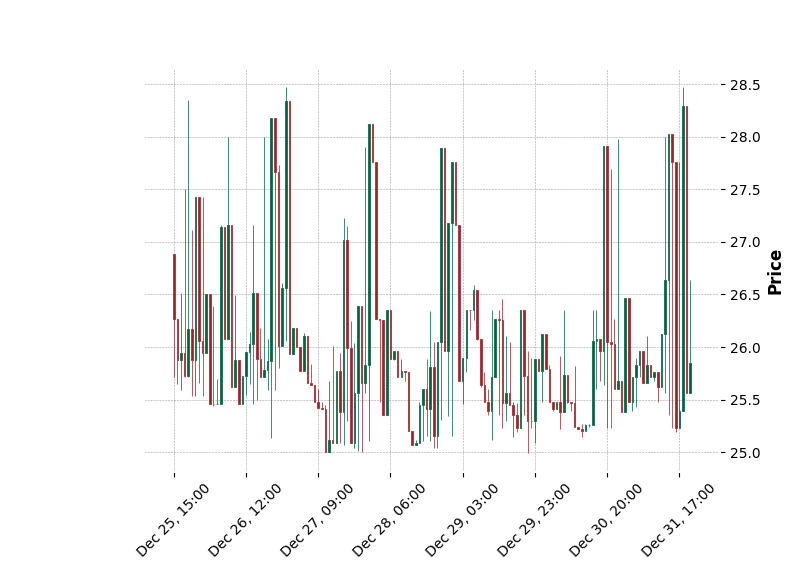 28.5
28.0
27.5
27.0
26.5
26.0
25.5
25.0
Price
Dec 25, 15:00
Dec 26, 12:00
Dec 27, 09:00
Dec 28, 06:00
Dec 29, 03:00
Dec 29, 23:00
Dec 30, 20:00
Dec 31, 17:00